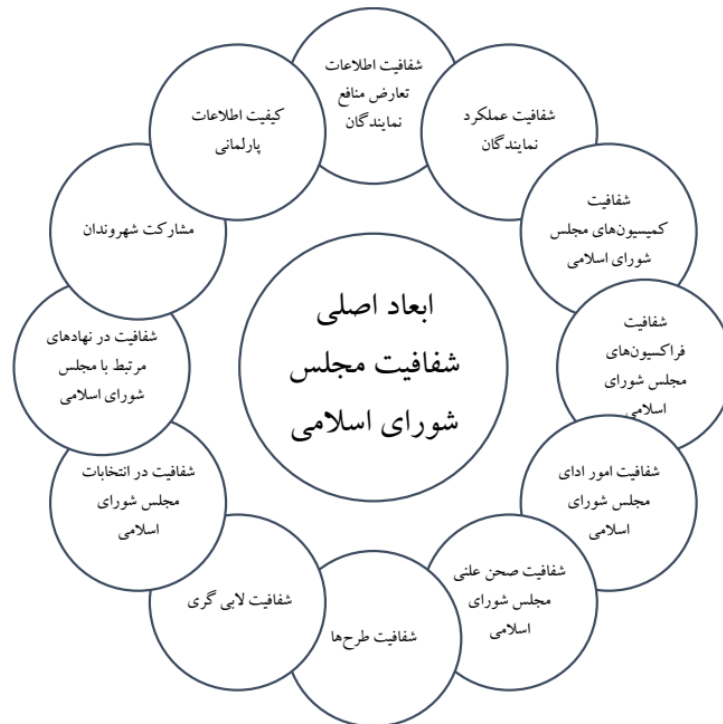 شفافیت اطلاعات
تعارض منافع
نمایندگان
شفافیت عملکرد
نمایندگان
شفافیت
کمیسیون‌های مجلس
شورای اسلامی
شفافیت
فراکسیون‌های
مجلس شورای
اسلامی
شفافیت امور ادای
مجلس شورای
اسلامی
شفافیت صحن علنی
مجلس شورای
اسلامی
شفافیت طرح‌ها
شفافیت لابی گری
شفافیت در انتخابات
مجلس شورای
اسلامی
شفافیت در نهادهای
مرتبط با مجلس
شورای اسلامی
مشارکت شهروندان
کیفیت اطلاعات
پارلمانی
ابعاد اصلی
شفافیت مجلس
شورای اسلامی